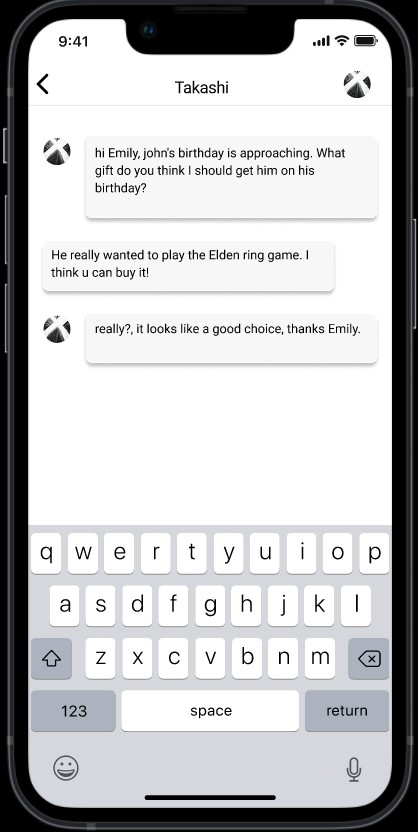 9:41
Takashi
hi Emily, john's birthday is approaching. What
gift do you think I should get him on his
birthday?
He really wanted to play the Elden ring game. I
think u can buy it!
really?, it looks like a good choice, thanks Emily.
q w e r t y u i o p
a s d f g h j k l
z x c v b n m
123 space return